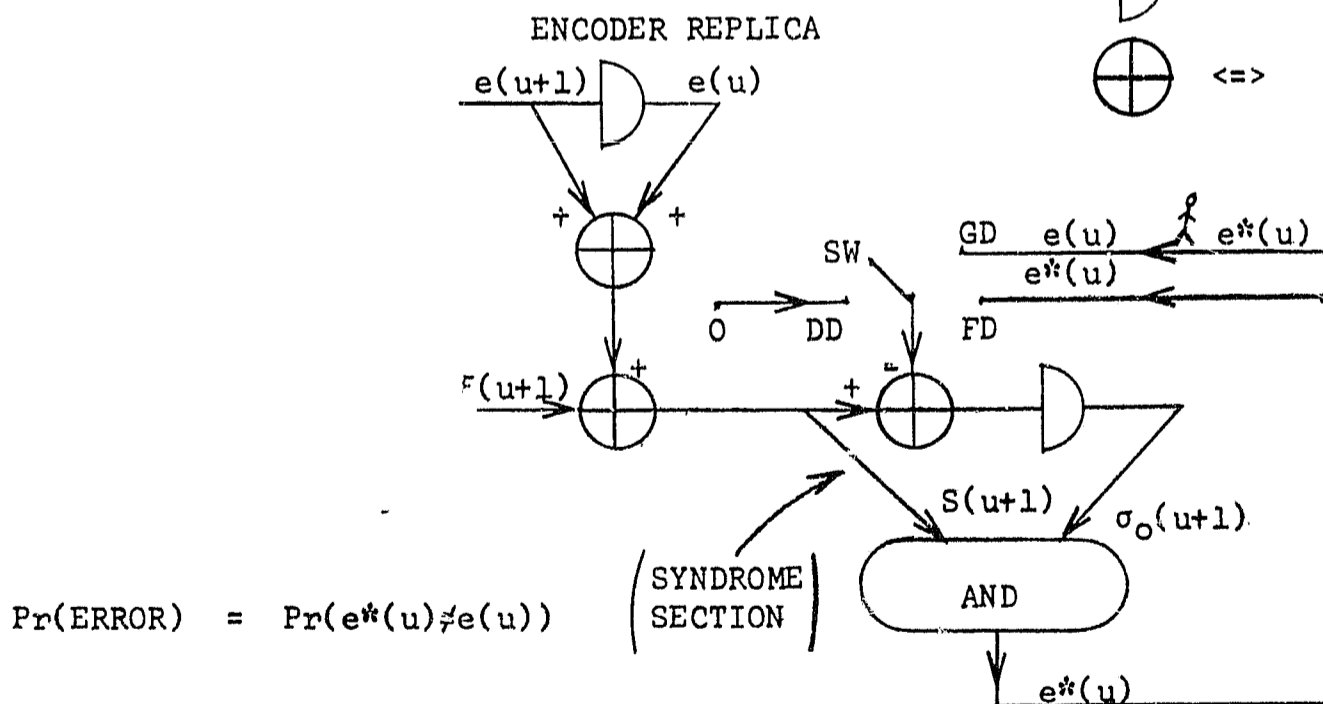 ENCODER REPLICA
e(u+1)
e(u)
<=>
+
+
GD e(u) e*(u)
SW
e*(u)
O DD
FD
(u+1)
+
+
S(u+1)
σo(u+1)
SYNDROME
SECTION
AND
Pr(ERROR) = Pr(e*(u)≠e(u))
e*(u)